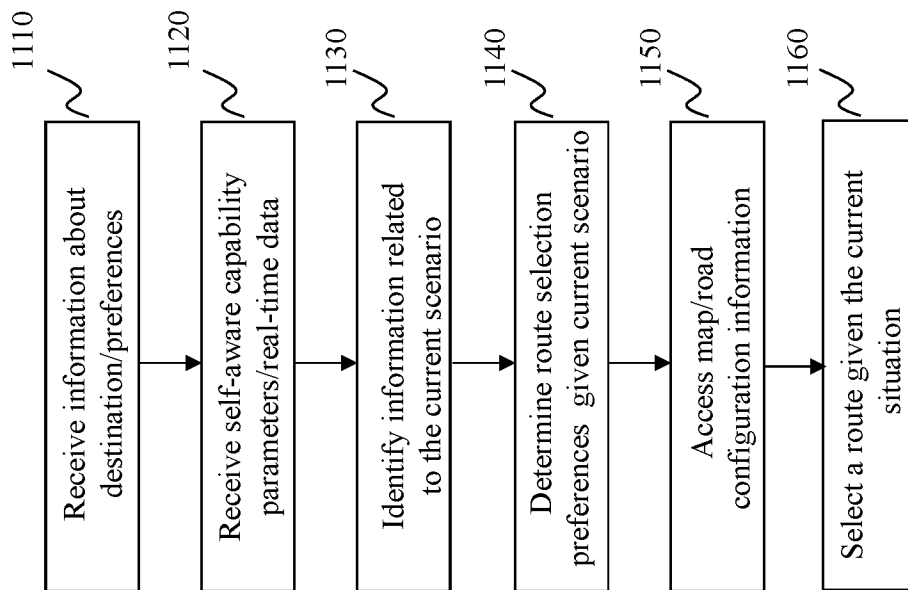 1110
Receive information about
destination/preferences
1120
Receive self-aware capability
parameters/real-time data
1130
Identify information related
to the current scenario
1140
Determine route selection
preferences given current scenario
1150
Access map/road
configuration information
1160
Select a route given the current
situation